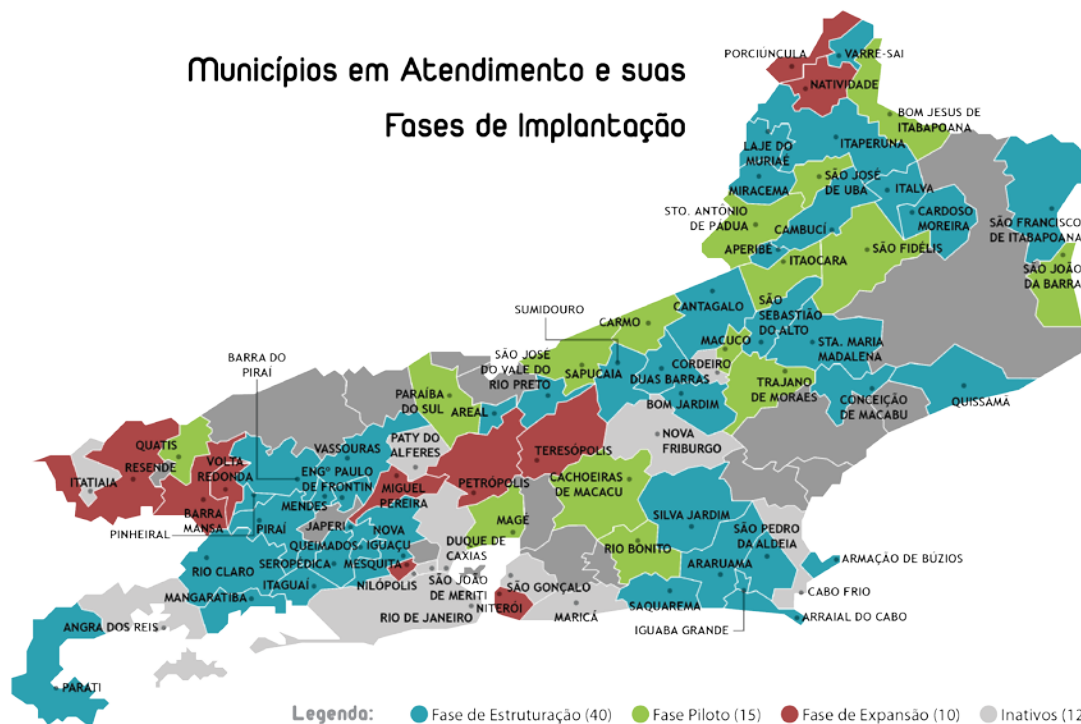 Municípios em Atendimento e suas
Fases de Implantação
PORCIÚNCULA
VARRE-SAI
NATIVIDADE
BOM JESUS DE
ITABAPOANA
LAJE DO
MURIAÉ
ITAPERUNA
MIRACEMA
SÃO JOSÉ
DE UBA
ITALVA
STO. ANTÔNIO
DE PÁDUA
CAMBUCÍ
CARDOSO
MOREIRA
SÃO FRANCISCO
DE ITABAPOANA
APERIBÉ
ITAOCARA
SÃO FIDÉLIS
SÃO JOÃO
DA BARRA
SUMIDOURO
CANTAGALO
SÃO
SEBASTIÃO
DO ALTO
CARMO
MACUCO
STA. MARIA
MADALENA
BARRA DO
PIRAÍ
SÃO JOSÉ
DO VALE DO
RIO PRETO
SAPUCAIA
CORDEIRO
DUAS BARRAS
TRAJANO
DE MORAES
CONCEIÇÃO
DE MACABU
QUISSAMÃ
PARAÍBA
DO SUL
AREAL
BOM JARDIM
QUATIS
RESENDE
VOLTA
REDONDA
VASSOURAS
PATY DO
ALFERES
TERESÓPOLIS
NOVA
FRIBURGO
ITATIAIA
ENGº PAULO
DE FRONTIN
MENDES
MIGUEL
PEREIRA
PETRÓPOLIS
CACHOEIRAS
DE MACACU
BARRA
MANSA
PINHEIRAL
PIRAÍ
JAPERI
NOVA
IGUAÇU
MAGÉ
SILVA JARDIM
QUEIMADOS
DUQUE DE
CAXIAS
RIO BONITO
SÃO PEDRO
DA ALDEIA
RIO CLARO
SEROPÉDICA
MESQUITA
ARARUAMA
ARMAÇÃO DE BÚZIOS
ITAGUAÍ
NILÓPOLIS
SÃO JOÃO
DE MERITI
SÃO GONÇALO
MANGARATIBA
NITERÓI
SAQUAREMA
CABO FRIO
ANGRA DOS REIS
RIO DE JANEIRO
MARICÁ
IGUABA GRANDE
ARRAIAL DO CABO
PARATI
Legenda:
Fase de Estruturação (40)
Fase Piloto (15)
Fase de Expansão (10)
Inativos (12